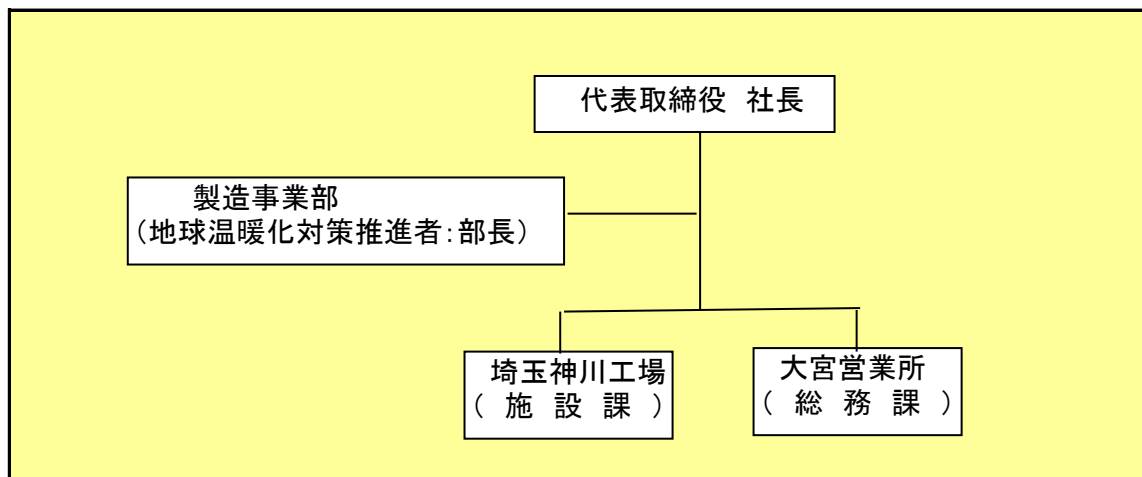 代表取締役 社長
製造事業部
（地球温暖化対策推進者：部長）
埼玉神川工場
（ 施 設 課 ）
大宮営業所
（ 総 務 課 ）